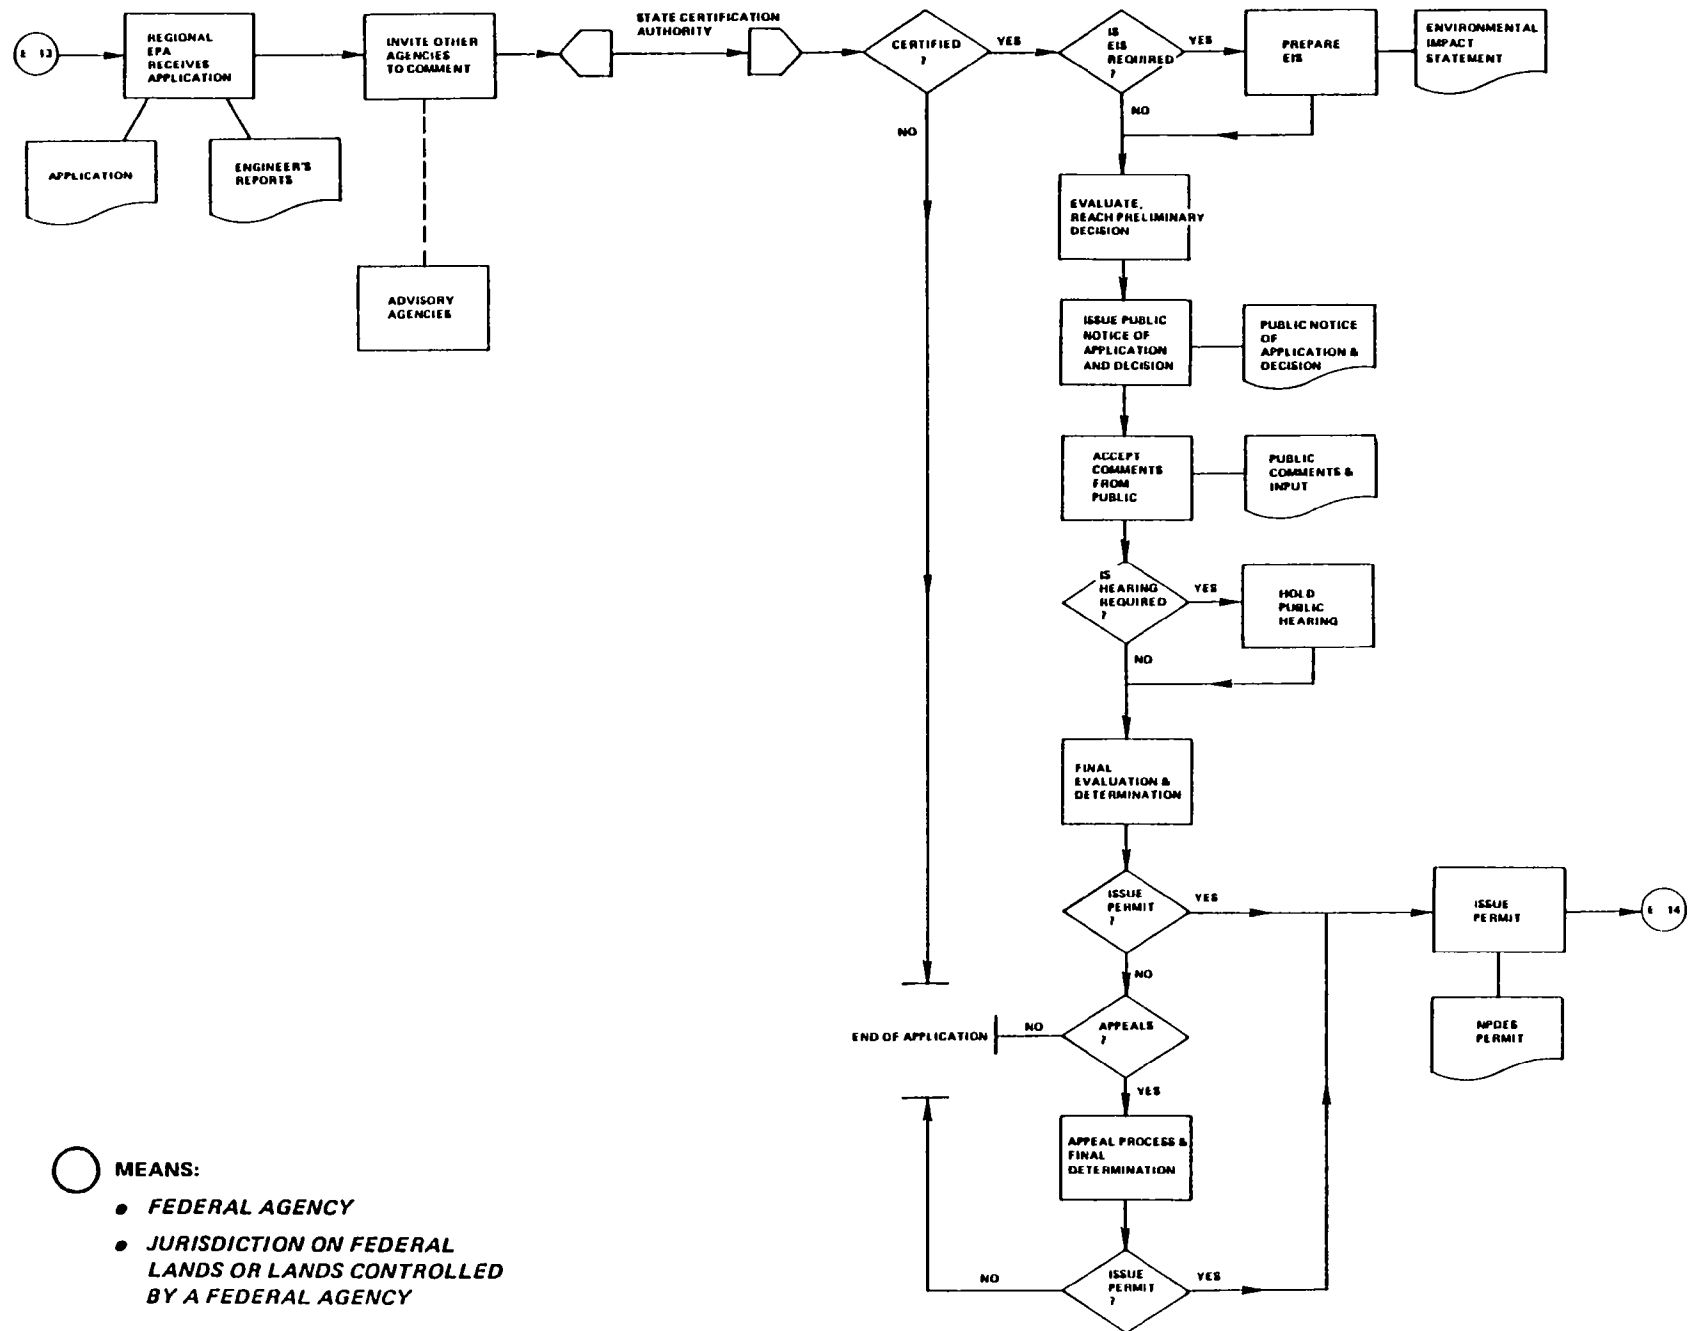 E 13
REGIONAL
EPA
RECEIVES
APPLICATION
INVITE OTHER
AGENCIES
TO COMMENT
STATE CERTIFICATION
AUTHORITY
CERTIFIED
?
YES
IS
EIS
REQUIRED
?
YES
PREPARE
EIS
ENVIRONMENTAL
IMPACT
STATEMENT
NO
NO
APPLICATION
ENGINEER'S
REPORTS
ADVISORY
AGENCIES
EVALUATE,
REACH PRELIMINARY
DECISION
ISSUE PUBLIC
NOTICE OF
APPLICATION
AND DECISION
PUBLIC NOTICE
OF
APPLICATION &
DECISION
ACCEPT
COMMENTS
FROM
PUBLIC
PUBLIC
COMMENTS &
INPUT
IS
HEARING
REQUIRED
?
YES
HOLD
PUBLIC
HEARING
NO
FINAL
EVALUATION &
DETERMINATION
ISSUE
PERMIT
?
YES
ISSUE
PERMIT
E 14
NO
NPDES
PERMIT
END OF APPLICATION
NO
APPEALS
?
YES
APPEAL PROCESS &
FINAL
DETERMINATION
NO
ISSUE
PERMIT
?
YES
MEANS:
• FEDERAL AGENCY
• JURISDICTION ON FEDERAL
LANDS OR LANDS CONTROLLED
BY A FEDERAL AGENCY